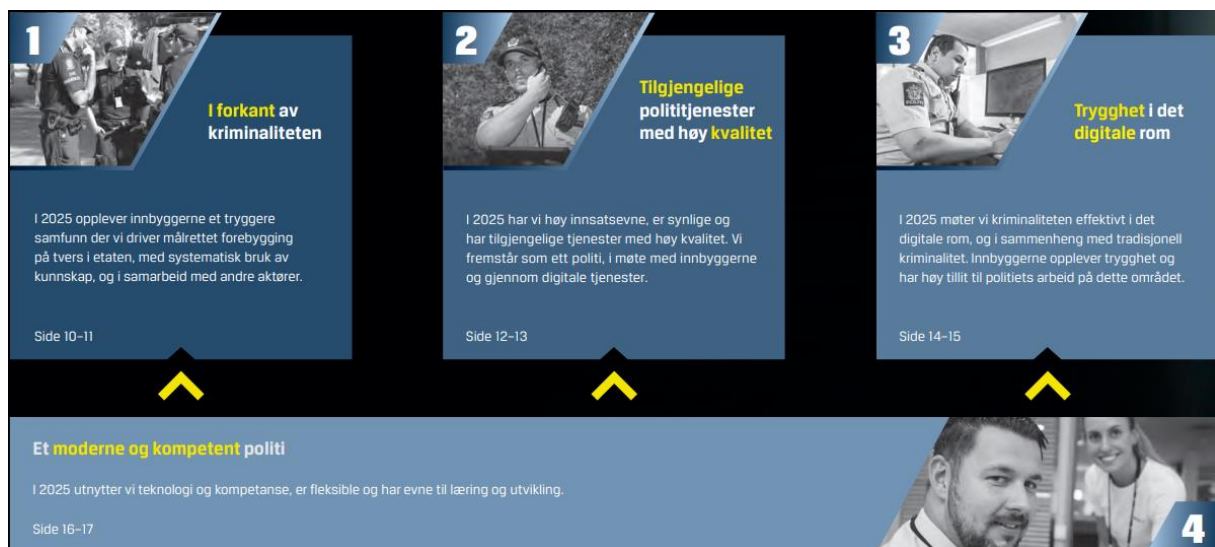 1
I forkant av
kriminaliteten
I 2025 opplever innbyggerne et tryggere
samfunn der vi driver målrettet forebygging
på tvers i etaten, med systematisk bruk av
kunnskap, og i samarbeid med andre aktører.
Side 10–11
2
Tilgjengelige
polititjenester
med høy kvalitet
I 2025 har vi høy innsatsevne, er synlige og
har tilgjengelige tjenester med høy kvalitet. Vi
fremstår som ett politi, i møte med innbyggerne
og gjennom digitale tjenester.
Side 12–13
3
Trygghet i det
digitale rom
I 2025 møter vi kriminaliteten effektivt i det
digitale rom, og i sammenheng med tradisjonell
kriminalitet. Innbyggerne opplever trygghet og
har høy tillit til politiets arbeid på dette området.
Side 14–15
Et moderne og kompetent politi
I 2025 utnytter vi teknologi og kompetanse, er fleksible og har evne til læring og utvikling.
Side 16–17
4